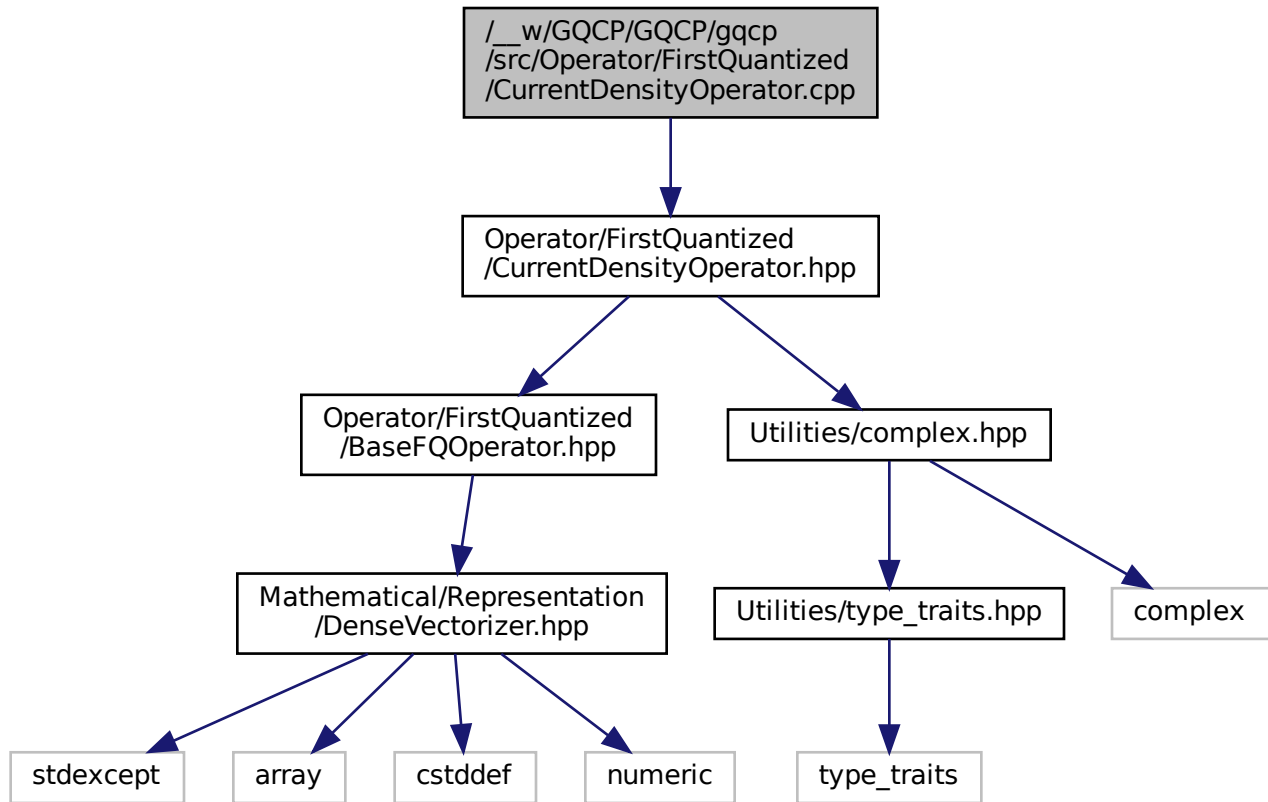 /__w/GQCP/GQCP/gqcp
/src/Operator/FirstQuantized
/CurrentDensityOperator.cpp
Operator/FirstQuantized
/CurrentDensityOperator.hpp
Operator/FirstQuantized
/BaseFQOperator.hpp
Utilities/complex.hpp
Mathematical/Representation
/DenseVectorizer.hpp
Utilities/type_traits.hpp
complex
stdexcept
array
cstddef
numeric
type_traits